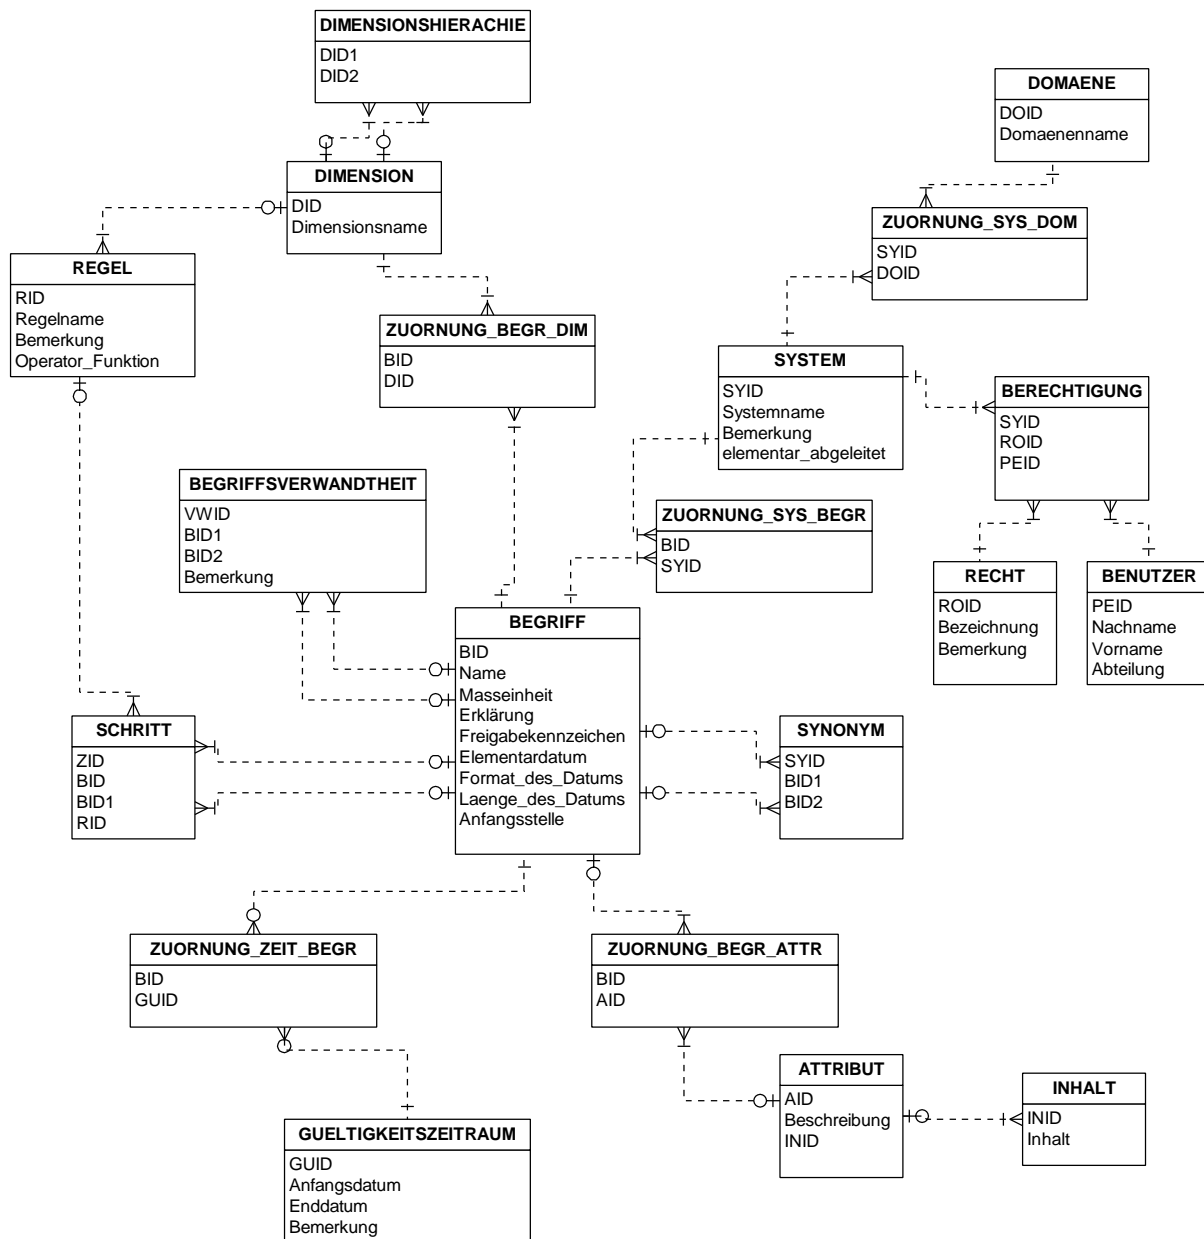 DIMENSIONSHIERACHIE
DID1
DID2
DOMAENE
DOID
Domaenenname
DIMENSION
DID
Dimensionsname
ZUORNUNG_SYS_DOM
SYID
DOID
REGEL
RID
Regelname
Bemerkung
Operator_Funktion
ZUORNUNG_BEGR_DIM
BID
DID
SYSTEM
SYID
Systemname
Bemerkung
elementar_abgeleitet
BERECHTIGUNG
SYID
ROID
PEID
BEGRIFFSVERWANDTHEIT
VWID
BID1
BID2
Bemerkung
ZUORNUNG_SYS_BEGR
BID
SYID
RECHT
ROID
Bezeichnung
Bemerkung
BENUTZER
PEID
Nachname
Vorname
Abteilung
BEGRIFF
BID
Name
Masseinheit
Erklärung
Freigabekennzeichen
Elementardatum
Format_des_Datums
Laenge_des_Datums
Anfangsstelle
SCHRITT
ZID
BID
BID1
RID
SYNONYM
SYID
BID1
BID2
ZUORNUNG_ZEIT_BEGR
BID
GUID
ZUORNUNG_BEGR_ATTR
BID
AID
ATTRIBUT
AID
Beschreibung
INID
INHALT
INID
Inhalt
GUELTIGKEITSZEITRAUM
GUID
Anfangsdatum
Enddatum
Bemerkung